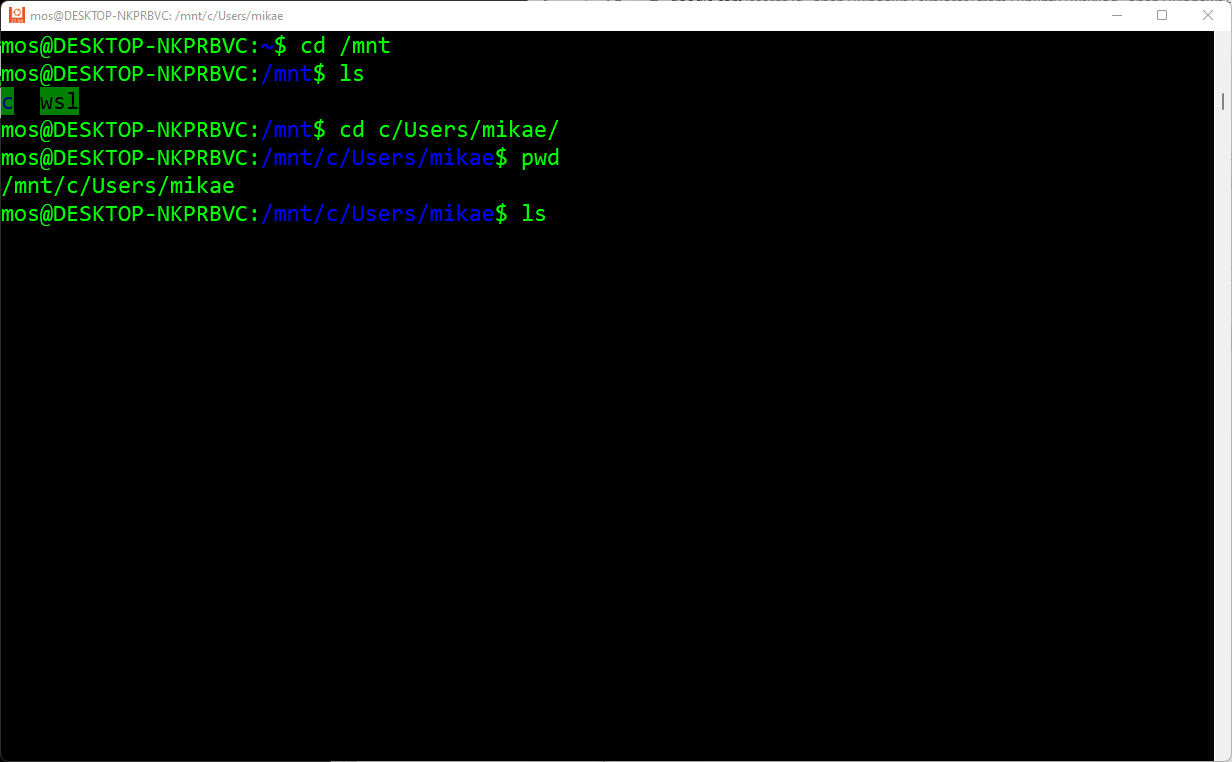 mos@DESKTOP-NKPRBVC: /mnt/c/Users/mikae
mos@DESKTOP-NKPRBVC:~$ cd /mnt
mos@DESKTOP-NKPRBVC:/mnt$ ls
c  wsl
mos@DESKTOP-NKPRBVC:/mnt$ cd c/Users/mikae/
mos@DESKTOP-NKPRBVC:/mnt/c/Users/mikae$ pwd
/mnt/c/Users/mikae
mos@DESKTOP-NKPRBVC:/mnt/c/Users/mikae$ ls